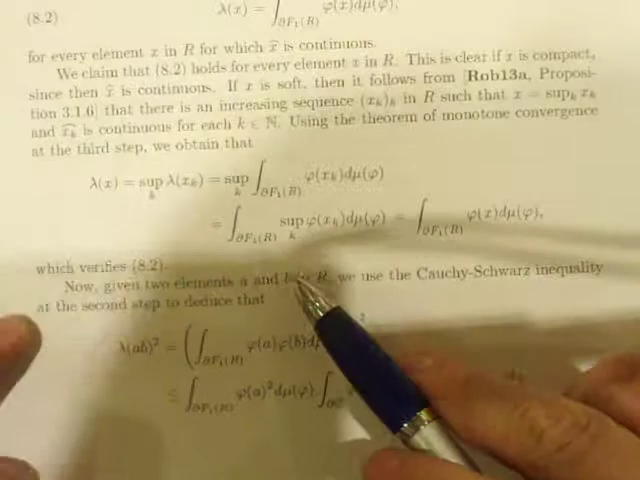 (8.2) λ(x) = ∫_{∂F₁(R)} φ(x)dμ(φ),
for every element x in R for which x̂ is continuous.
We claim that (8.2) holds for every element x in R. This is clear if x is compact,
since then x̂ is continuous. If x is soft, then it follows from [Rob13a, Proposi-
tion 3.1.6] that there is an increasing sequence (x_k)_k in R such that x = sup_k x_k
and x̂_k is continuous for each k ∈ ℕ. Using the theorem of monotone convergence
at the third step, we obtain that
λ(x) = sup_k λ(x_k) = sup_k ∫_{∂F₁(R)} φ(x_k)dμ(φ)
= ∫_{∂F₁(R)} sup_k φ(x_k)dμ(φ) = ∫_{∂F₁(R)} φ(x)dμ(φ),
which verifies (8.2).
Now, given two elements a and R, we use the Cauchy-Schwarz inequality
at the second step to deduce that
λ(ab)² = (∫_{∂F₁(R)} φ(a)φ(b)d ²
≤ ∫_{∂F₁(R)} φ(a)²dμ(φ) ∫